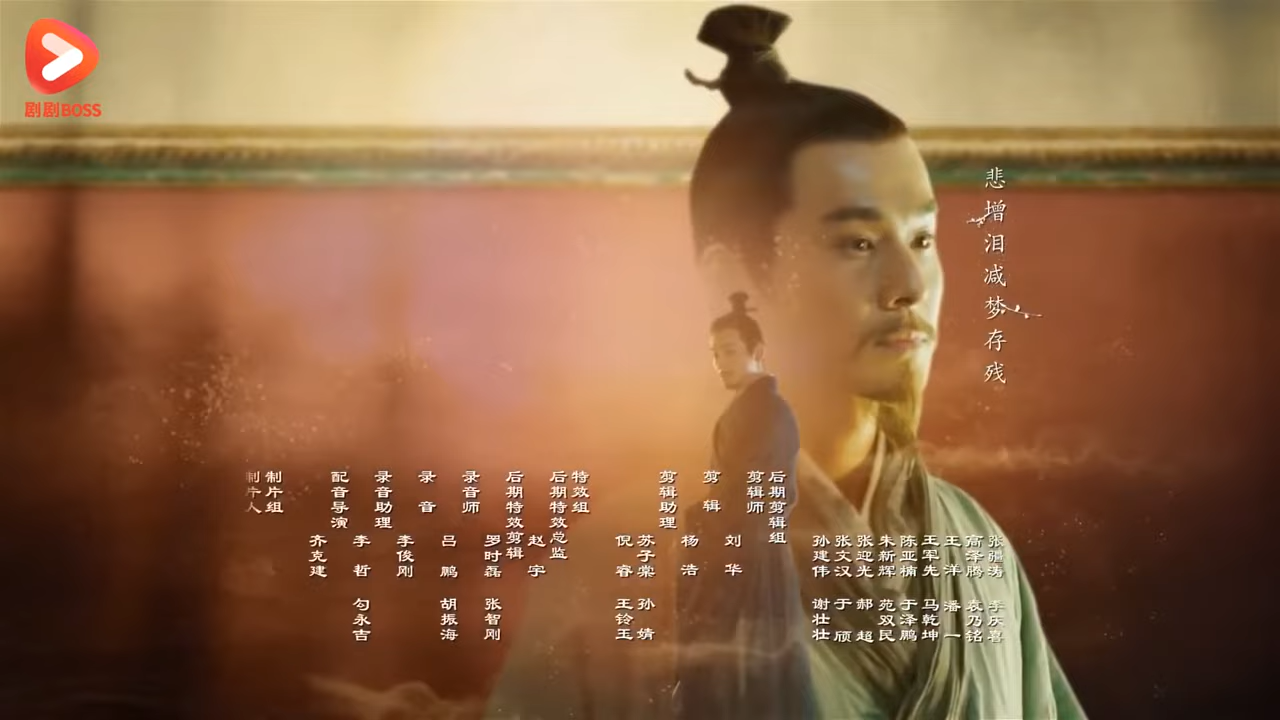 剧剧BOSS
悲增泪减梦存残
张疆涛 李庆喜
高泽腾 袁乃铭
王洋 潘一
王军先 马乾坤
陈亚楠 于泽鹏
朱新辉 范双民
张迎光 郝超
张文汉 于颀
孙建伟 谢壮壮
后期剪辑组
剪辑师
刘华
剪辑
杨浩
剪辑助理
苏子棠 孙婧
倪睿 王铃玉
特效组
后期特效总监
赵宇
后期特效剪辑
罗时磊 张智刚
录音师
吕鹏 胡振海
录音
李俊刚
录音助理
李哲 勾永吉
配音导演
齐克建
制片组
制片人